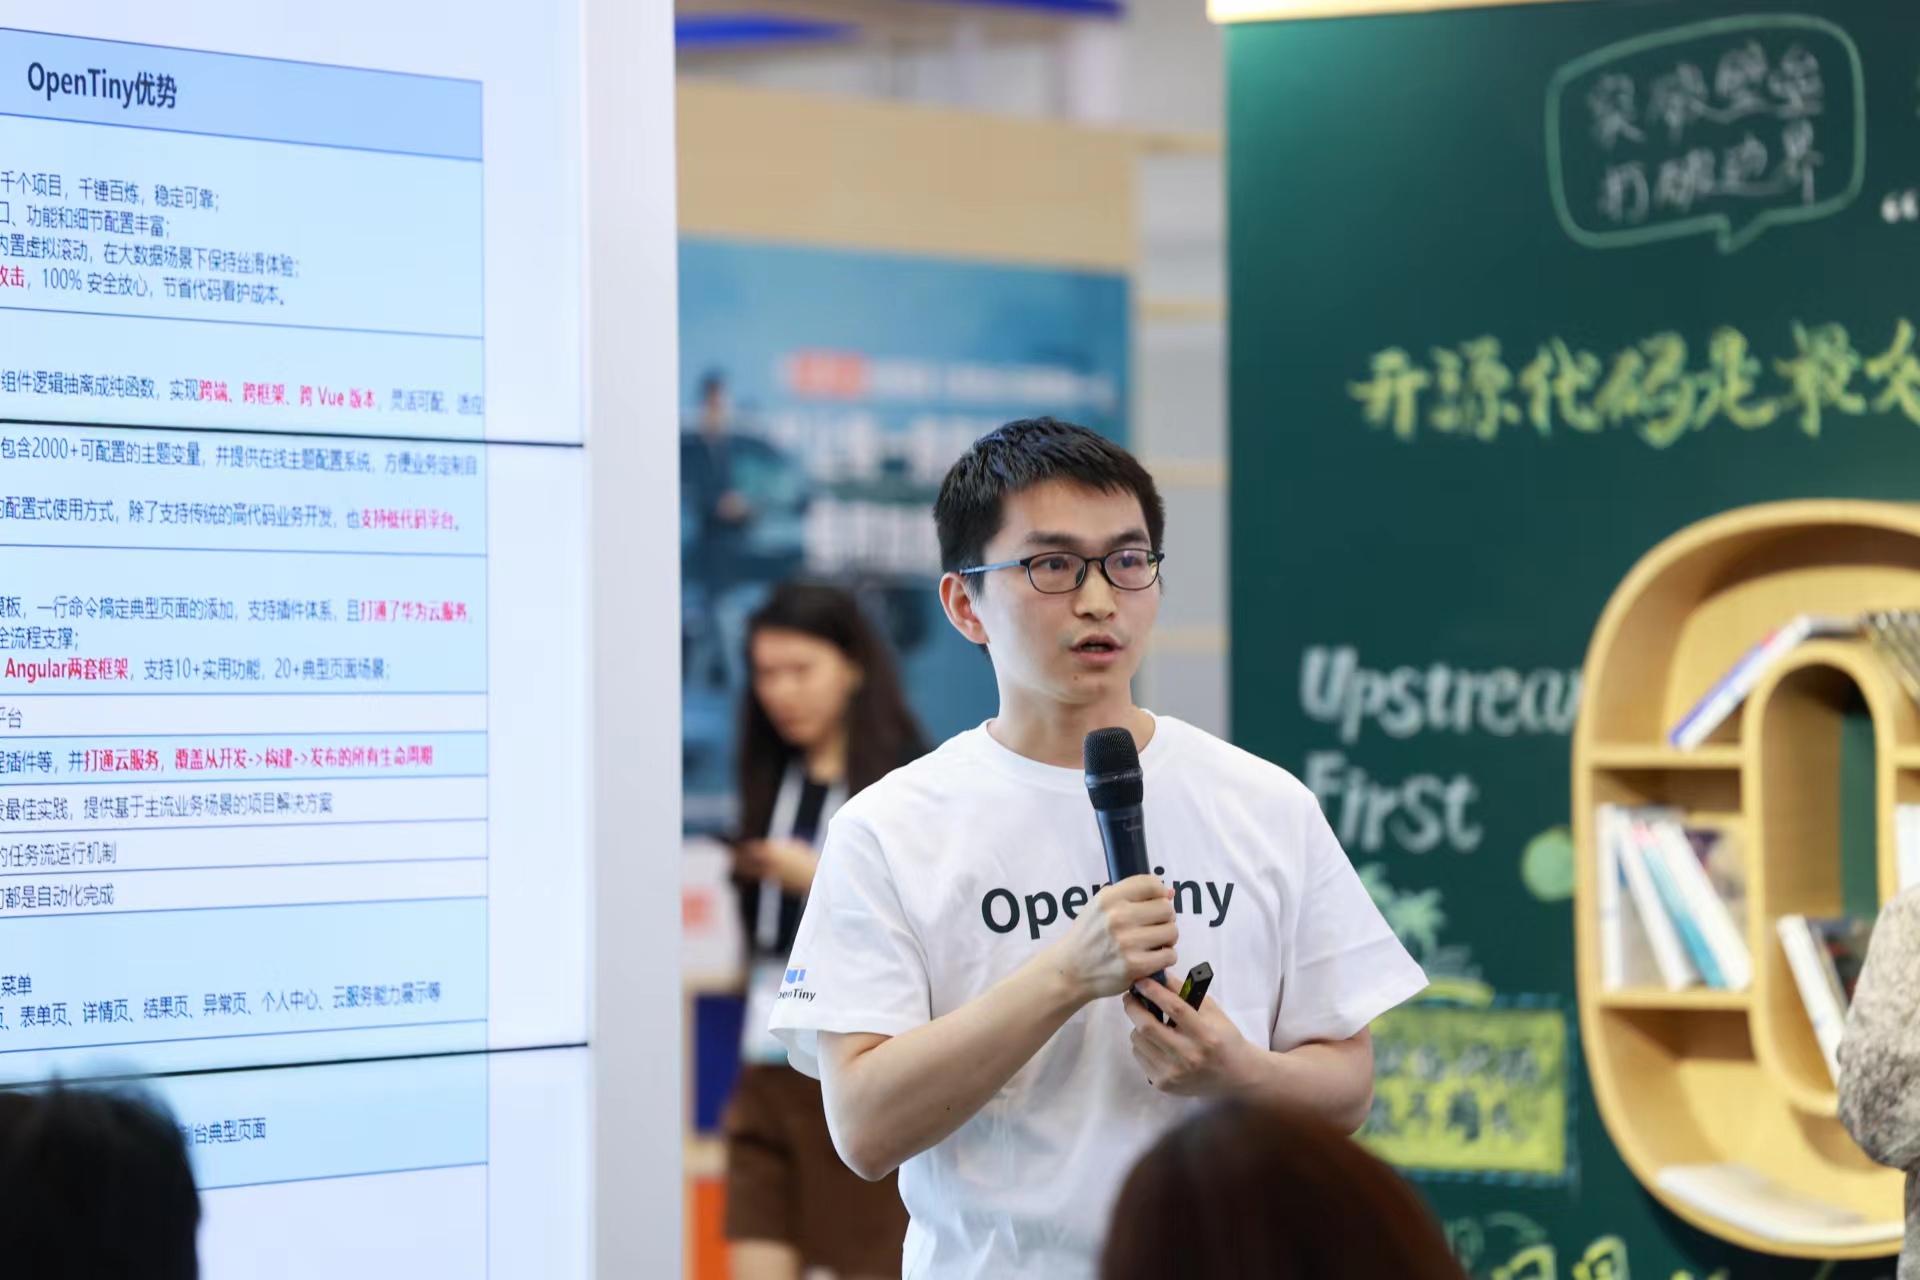 OpenTiny优势
千个项目，千锤百炼，稳定可靠；
口、功能和细节配置丰富；
内置虚拟滚动，在大数据场景下保持丝滑体验；
攻击，100% 安全放心，节省代码看护成本。
组件逻辑抽离成纯函数，实现跨端、跨框架、跨 Vue 版本，灵活可配，适应
包含2000+可配置的主题变量，并提供在线主题配置系统，方便业务定制自
的配置式使用方式，除了支持传统的高代码业务开发，也支持低代码平台。
模板，一行命令搞定典型页面的添加，支持插件体系，且打通了华为云服务，
全流程支撑；
Angular两套框架，支持10+实用功能，20+典型页面场景；
平台
程插件等，并打通云服务，覆盖从开发->构建->发布的所有生命周期
发最佳实践，提供基于主流业务场景的项目解决方案
的任务流运行机制
都是自动化完成
菜单
页、表单页、详情页、结果页、异常页、个人中心、云服务能力展示等
制台典型页面
OpenTiny
enTiny
突破壁垒
打破边界
开源代码是最
Upstrea
First